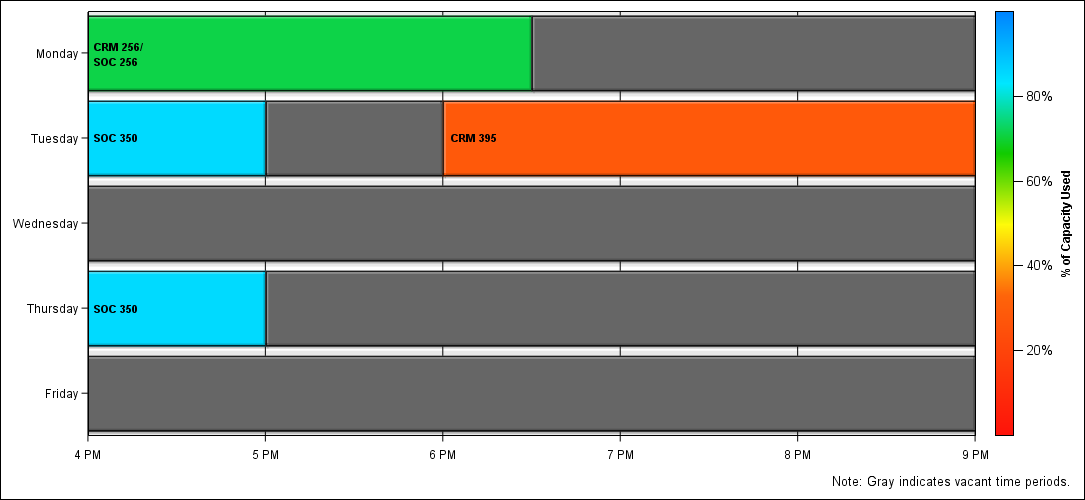 Monday
CRM 256/
SOC 256
Tuesday
SOC 350
CRM 395
Wednesday
Thursday
SOC 350
Friday
4 PM
5 PM
6 PM
7 PM
8 PM
9 PM
80%
60%
40%
20%
% of Capacity Used
Note: Gray indicates vacant time periods.